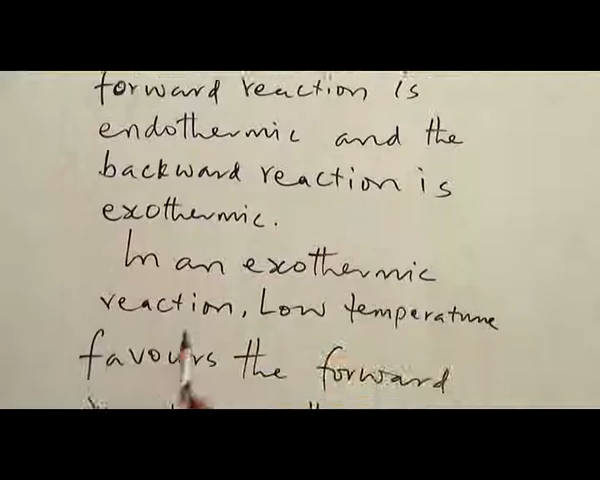 forward reaction is
endothermic and the
backward reaction is
exothermic.
In an exothermic
reaction, Low temperature
favours the forward